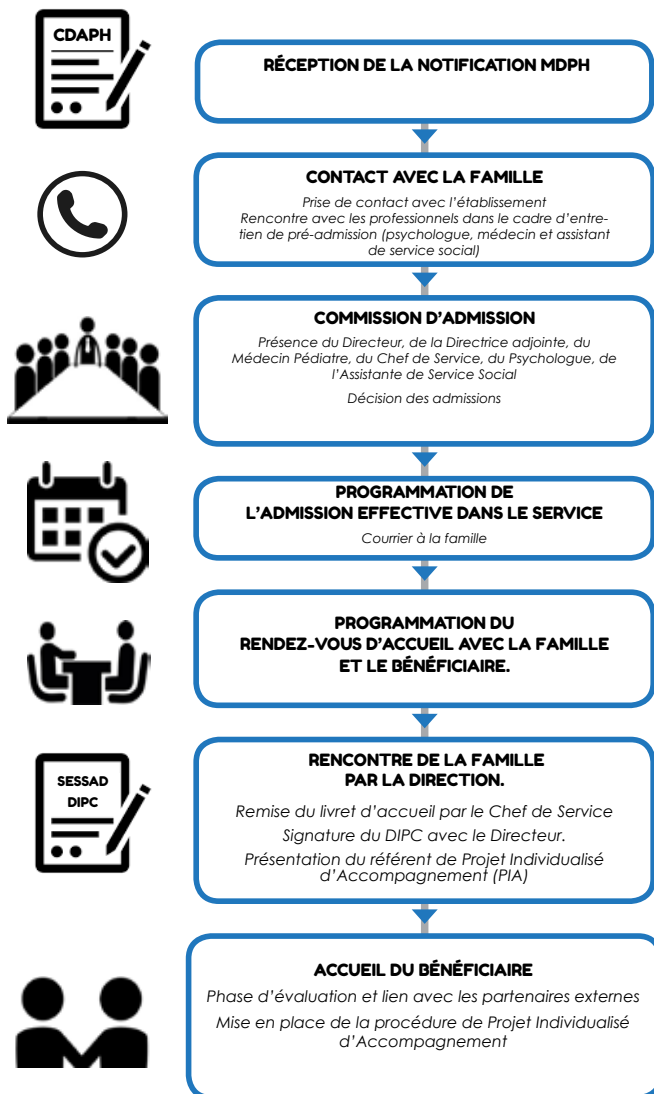 CDAPH
RÉCEPTION DE LA NOTIFICATION MDPH
CONTACT AVEC LA FAMILLE
Prise de contact avec l'établissement
Rencontre avec les professionnels dans le cadre d'entre-
tien de pré-admission (psychologue, médecin et assistant
de service social)
COMMISSION D'ADMISSION
Présence du Directeur, de la Directrice adjointe, du
Médecin Pédiatre, du Chef de Service, du Psychologue, de
l'Assistante de Service Social
Décision des admissions
PROGRAMMATION DE
L'ADMISSION EFFECTIVE DANS LE SERVICE
Courrier à la famille
PROGRAMMATION DU
RENDEZ-VOUS D'ACCUEIL AVEC LA FAMILLE
ET LE BÉNÉFICIAIRE.
SESSAD
DIPC
RENCONTRE DE LA FAMILLE
PAR LA DIRECTION.
Remise du livret d'accueil par le Chef de Service
Signature du DIPC avec le Directeur.
Présentation du référent de Projet Individualisé
d'Accompagnement (PIA)
ACCUEIL DU BÉNÉFICIAIRE
Phase d'évaluation et lien avec les partenaires externes
Mise en place de la procédure de Projet Individualisé
d'Accompagnement